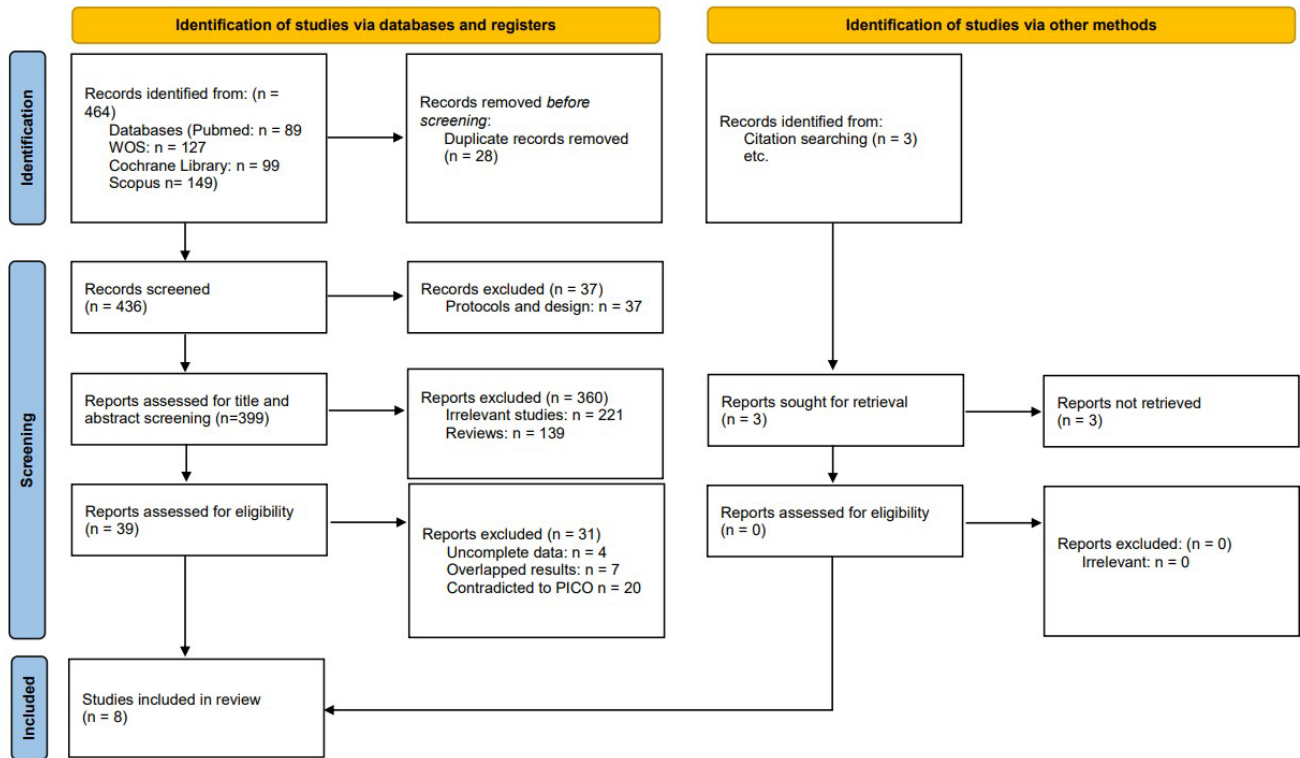 Identification of studies via databases and registers
Identification of studies via other methods
Identification
Records identified from: (n =
464)
Databases (Pubmed: n = 89
WOS: n = 127
Cochrane Library: n = 99
Scopus n= 149)
Records removed before
screening:
Duplicate records removed
(n = 28)
Records identified from:
Citation searching (n = 3)
etc.
Screening
Records screened
(n = 436)
Records excluded (n = 37)
Protocols and design: n = 37
Reports assessed for title and
abstract screening (n=399)
Reports excluded (n = 360)
Irrelevant studies: n = 221
Reviews: n = 139
Reports sought for retrieval
(n = 3)
Reports not retrieved
(n = 3)
Reports assessed for eligibility
(n = 39)
Reports excluded (n = 31)
Uncomplete data: n = 4
Overlapped results: n = 7
Contradicted to PICO n = 20
Reports assessed for eligibility
(n = 0)
Reports excluded: (n = 0)
Irrelevant: n = 0
Included
Studies included in review
(n = 8)